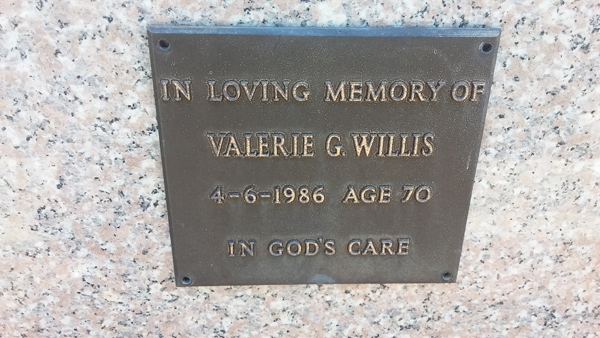 IN LOVING MEMORY OF
VALERIE G. WILLIS
4-6-1986 AGE 70
IN GOD'S CARE